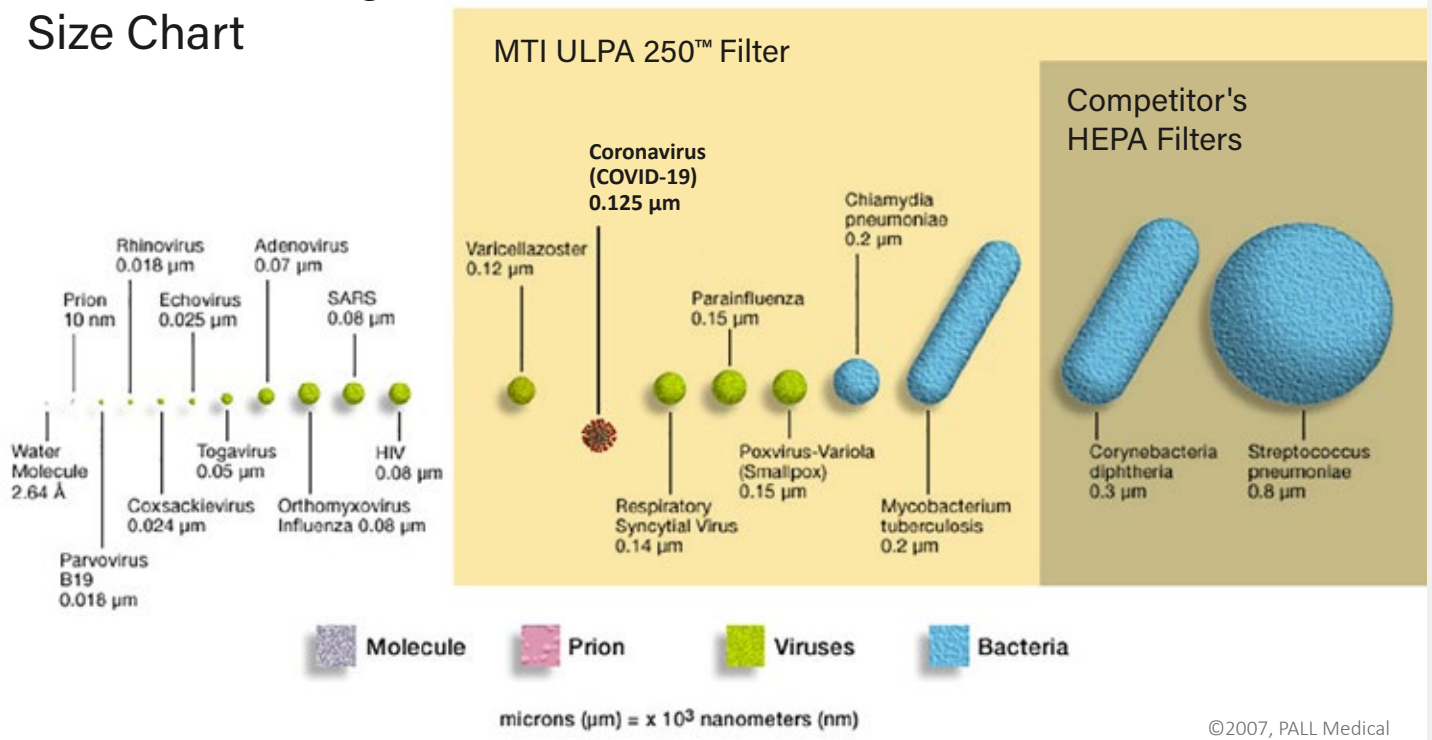 Size Chart
MTI ULPA 250™ Filter
Competitor's
HEPA Filters
Coronavirus
(COVID-19)
0.125 µm
Chlamydia
pneumoniae
0.2 µm
Rhinovirus
0.018 µm
Adenovirus
0.07 µm
Varicellazoster
0.12 µm
Prion
10 nm
Echovirus
0.025 µm
SARS
0.08 µm
Parainfluenza
0.15 µm
Water
Molecule
2.64 Å
Togavirus
0.05 µm
HIV
0.08 µm
Poxvirus-Variola
(Smallpox)
0.15 µm
Corynebacteria
diphtheria
0.3 µm
Streptococcus
pneumoniae
0.8 µm
Coxsackievirus
0.024 µm
Orthomyxovirus
Influenza 0.08 µm
Respiratory
Syncytial Virus
0.14 µm
Mycobacterium
tuberculosis
0.2 µm
Parvovirus
B19
0.018 µm
Molecule
Prion
Viruses
Bacteria
microns (µm) = x 10³ nanometers (nm)
©2007, PALL Medical